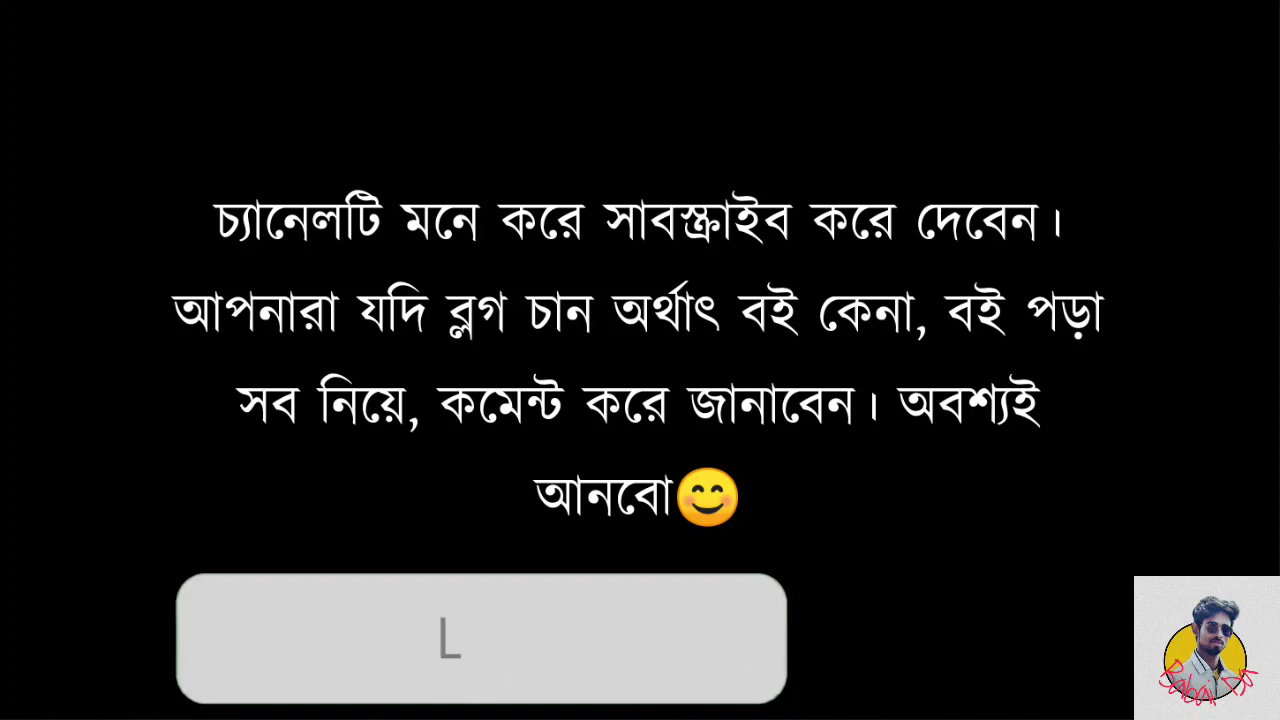 চ্যানেলটি মনে করে সাবস্ক্রাইব করে দেবেন।
আপনারা যদি ব্লগ চান অর্থাৎ বই কেনা, বই পড়া
সব নিয়ে, কমেন্ট করে জানাবেন। অবশ্যই
আনবো😊
L